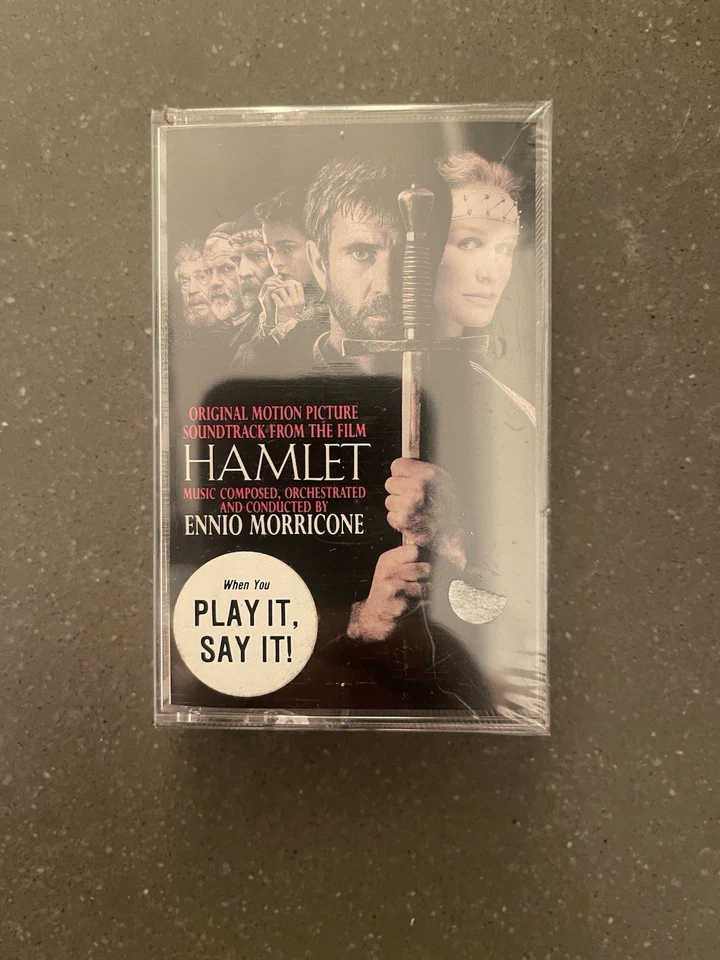 ORIGINAL MOTION PICTURE
SOUNDTRACK FROM THE FILM
HAMLET
MUSIC COMPOSED, ORCHESTRATED
AND CONDUCTED BY
ENNIO MORRICONE
When You
PLAY IT,
SAY IT!